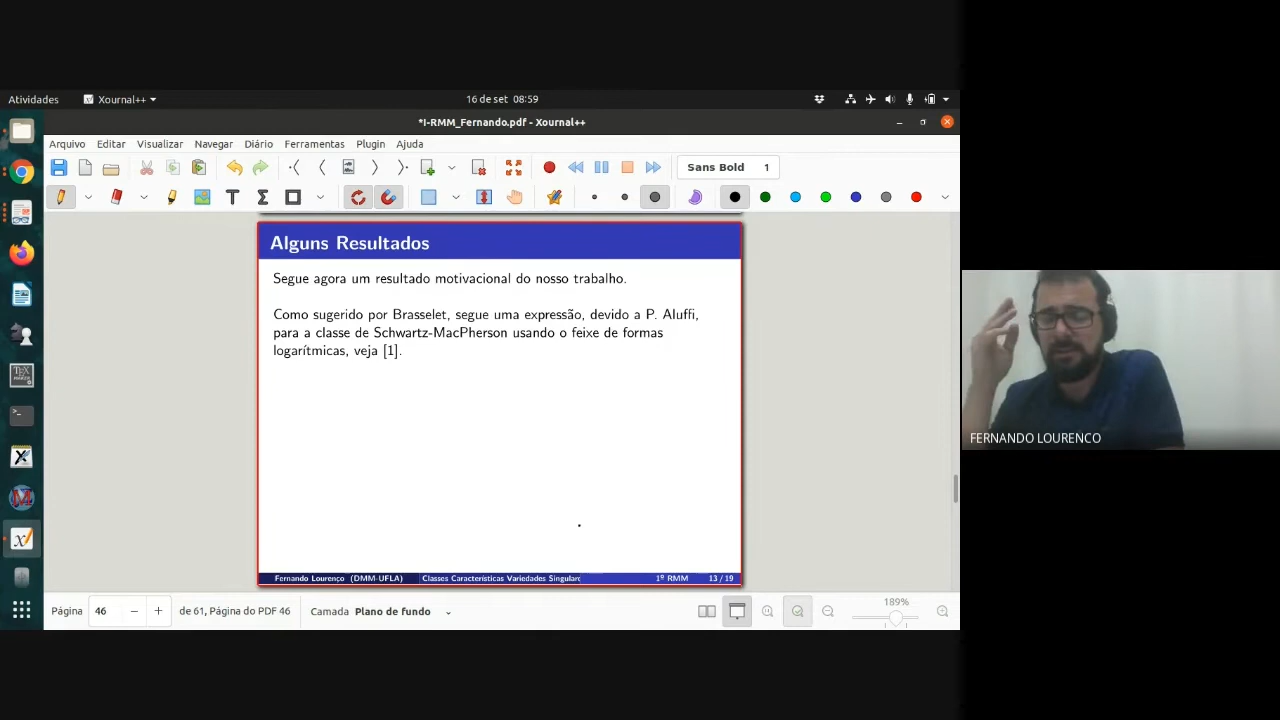 Atividades
Xournal++
16 de set 08:59
*I-RMM_Fernando.pdf - Xournal++
Arquivo Editar Visualizar Navegar Diário Ferramentas Plugin Ajuda
Sans Bold 1
Alguns Resultados
Segue agora um resultado motivacional do nosso trabalho.
Como sugerido por Brasselet, segue uma expressão, devido a P. Aluffi,
para a classe de Schwartz-MacPherson usando o feixe de formas
logarítmicas, veja [1].
FERNANDO LOURENCO
Fernando Lourenço (DMM-UFLA) Classes Características Variedades Singulare 1º RMM 13 / 19
Página 46 − + de 61, Página do PDF 46 Camada Plano de fundo 189%